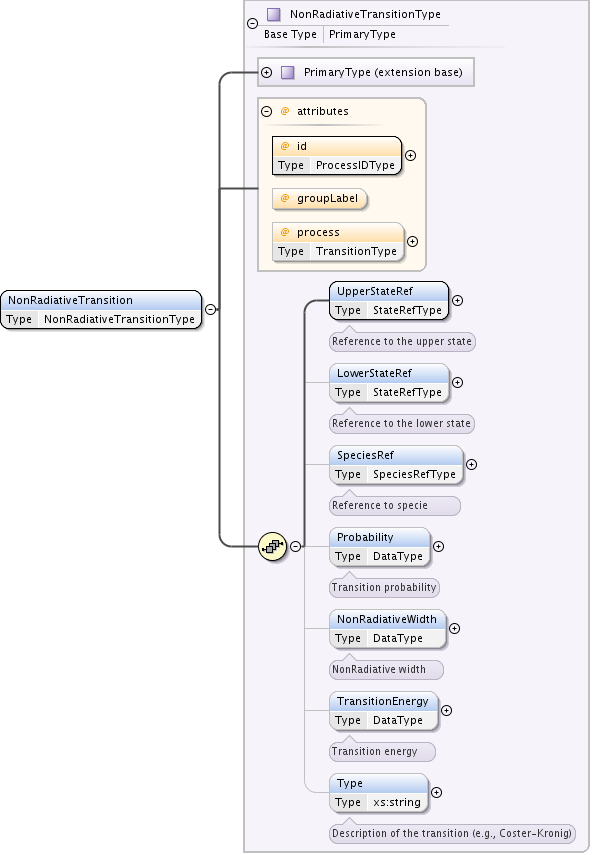 NonRadiativeTransitionType
Base Type PrimaryType
PrimaryType (extension base)
@ attributes
@ id
Type ProcessIDType
@ groupLabel
@ process
Type TransitionType
NonRadiativeTransition
Type NonRadiativeTransitionType
UpperStateRef
Type StateRefType
Reference to the upper state
LowerStateRef
Type StateRefType
Reference to the lower state
SpeciesRef
Type SpeciesRefType
Reference to specie
Probability
Type DataType
Transition probability
NonRadiativeWidth
Type DataType
NonRadiative width
TransitionEnergy
Type DataType
Transition energy
Type
Type xs:string
Description of the transition (e.g., Coster-Kronig)